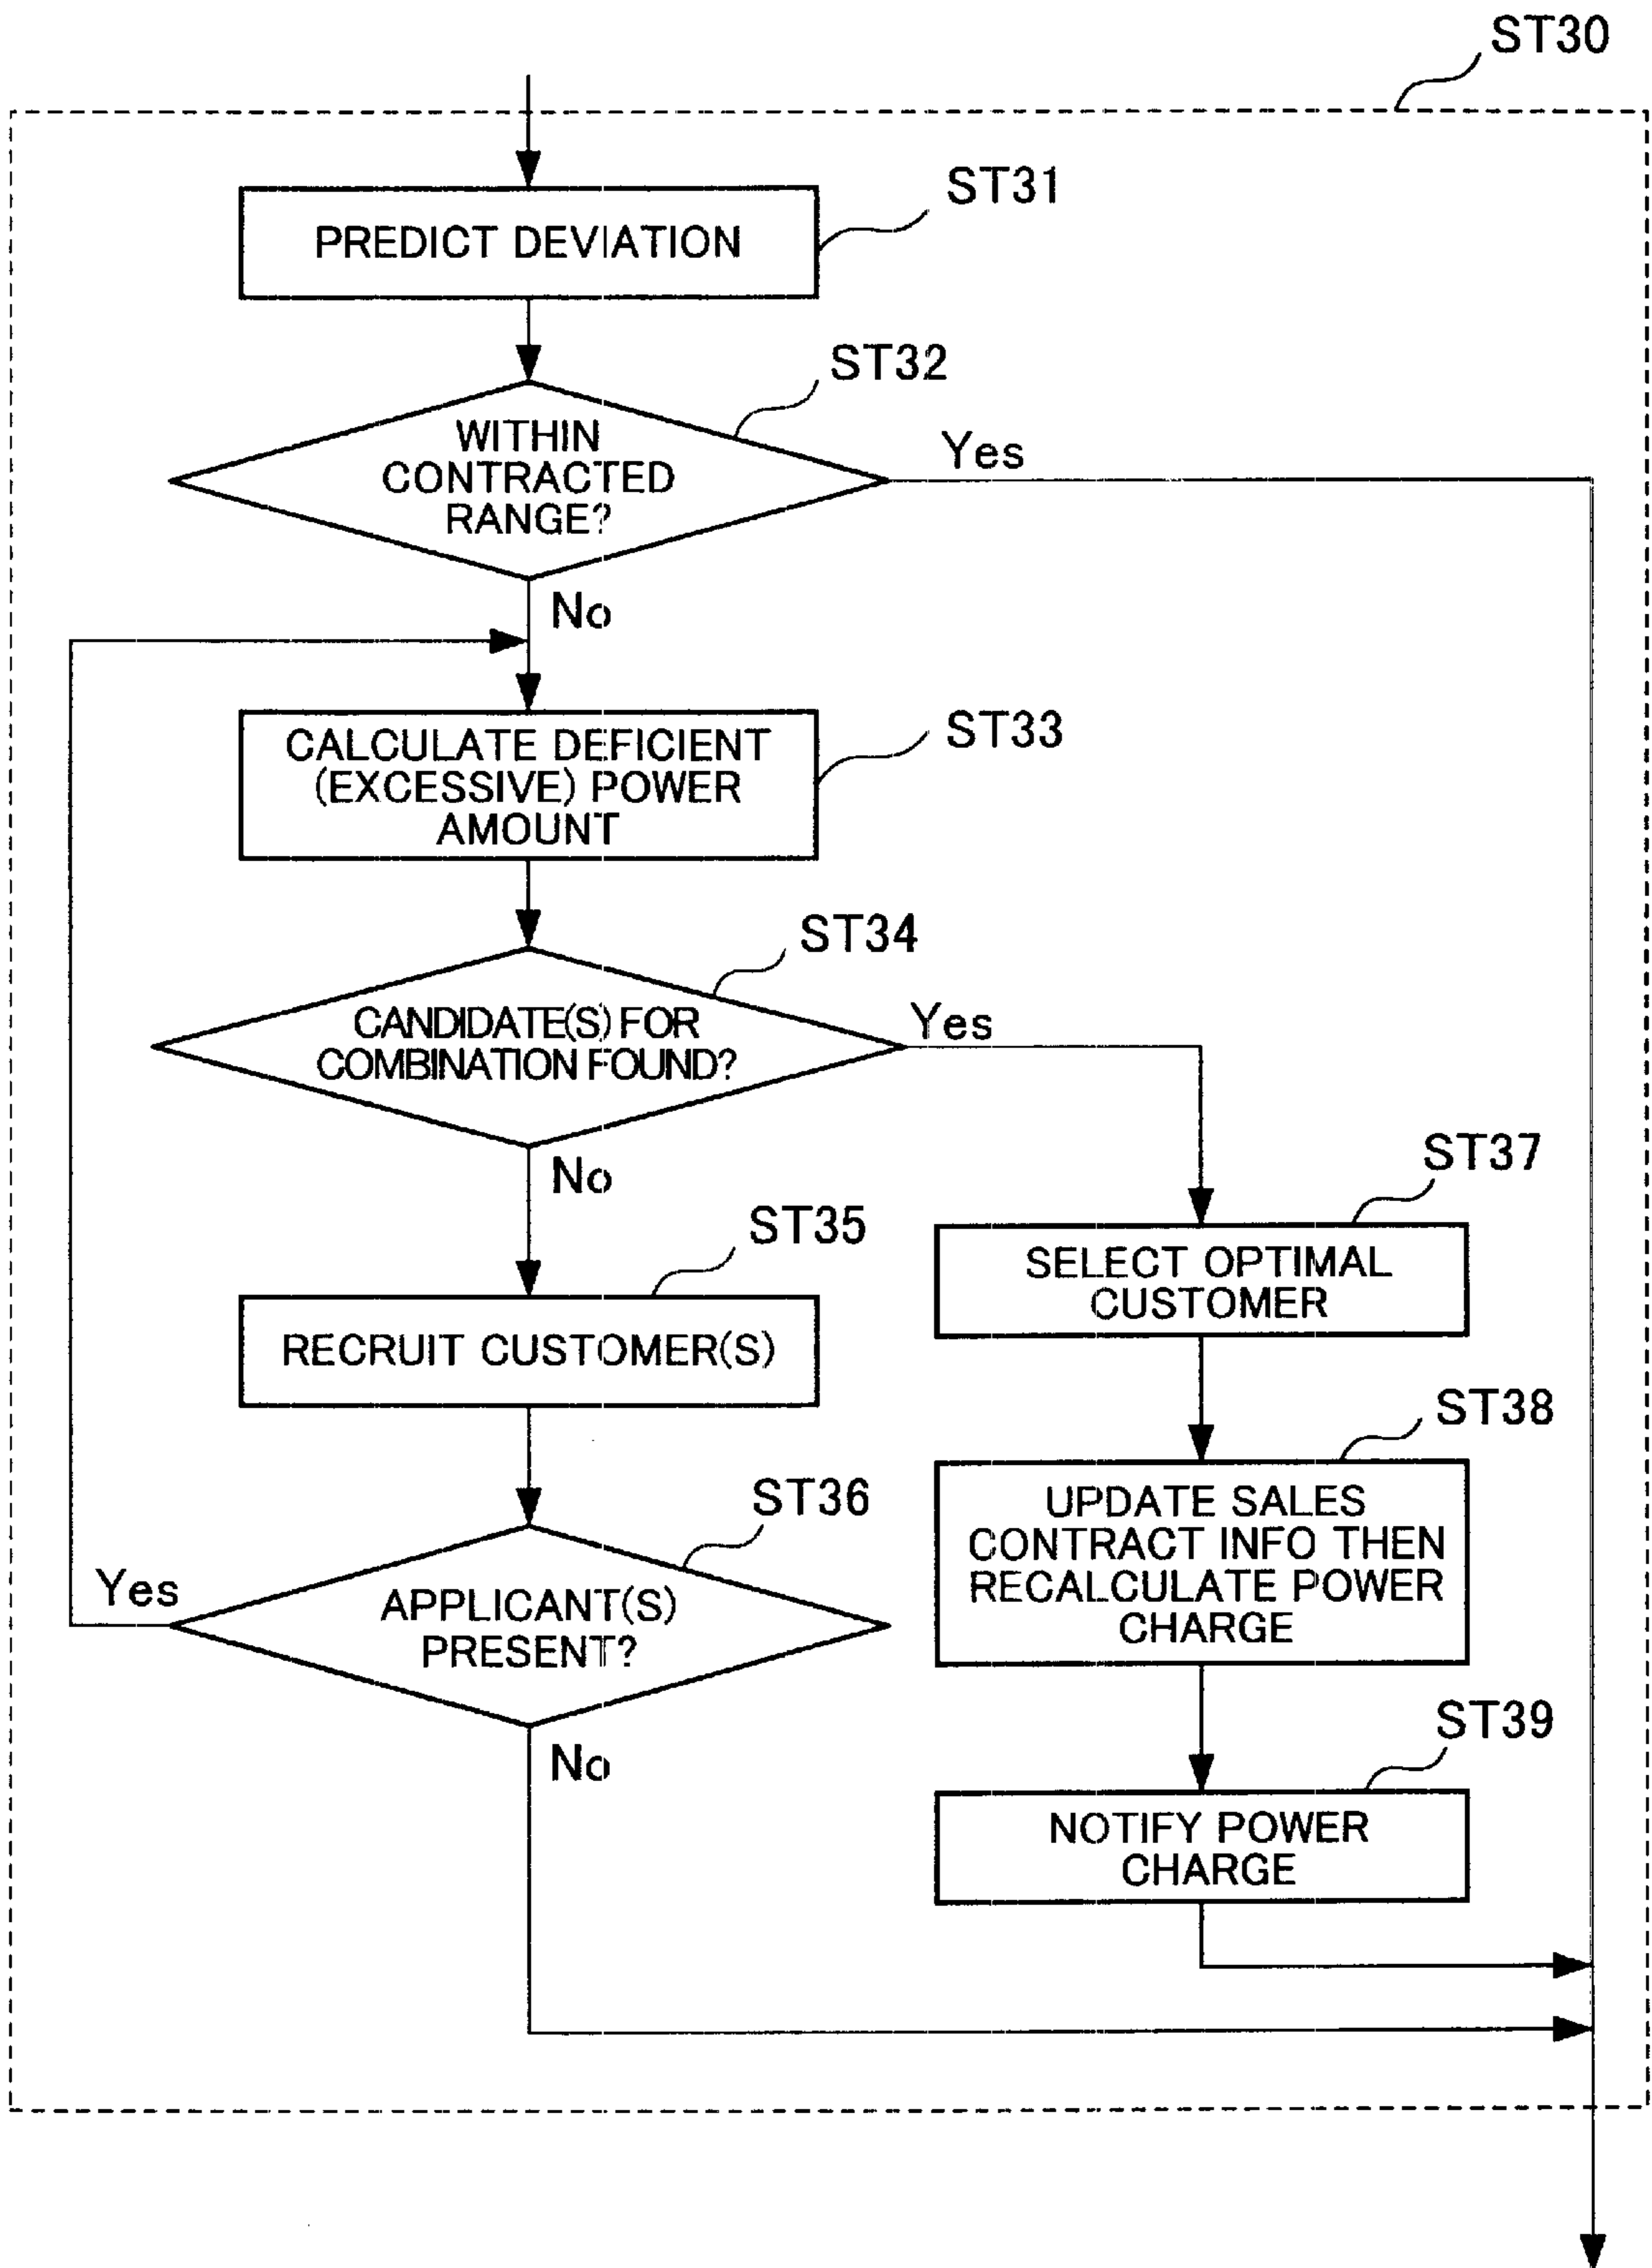 ST30
ST31
PREDICT DEVIATION
ST32
WITHIN
CONTRACTED
RANGE?
Yes
No
ST33
CALCULATE DEFICIENT
(EXCESSIVE) POWER
AMOUNT
ST34
CANDIDATE(S) FOR
COMBINATION FOUND?
Yes
No
ST35
RECRUIT CUSTOMER(S)
ST36
APPLICANT(S)
PRESENT?
Yes
No
ST37
SELECT OPTIMAL
CUSTOMER
ST38
UPDATE SALES
CONTRACT INFO THEN
RECALCULATE POWER
CHARGE
ST39
NOTIFY POWER
CHARGE